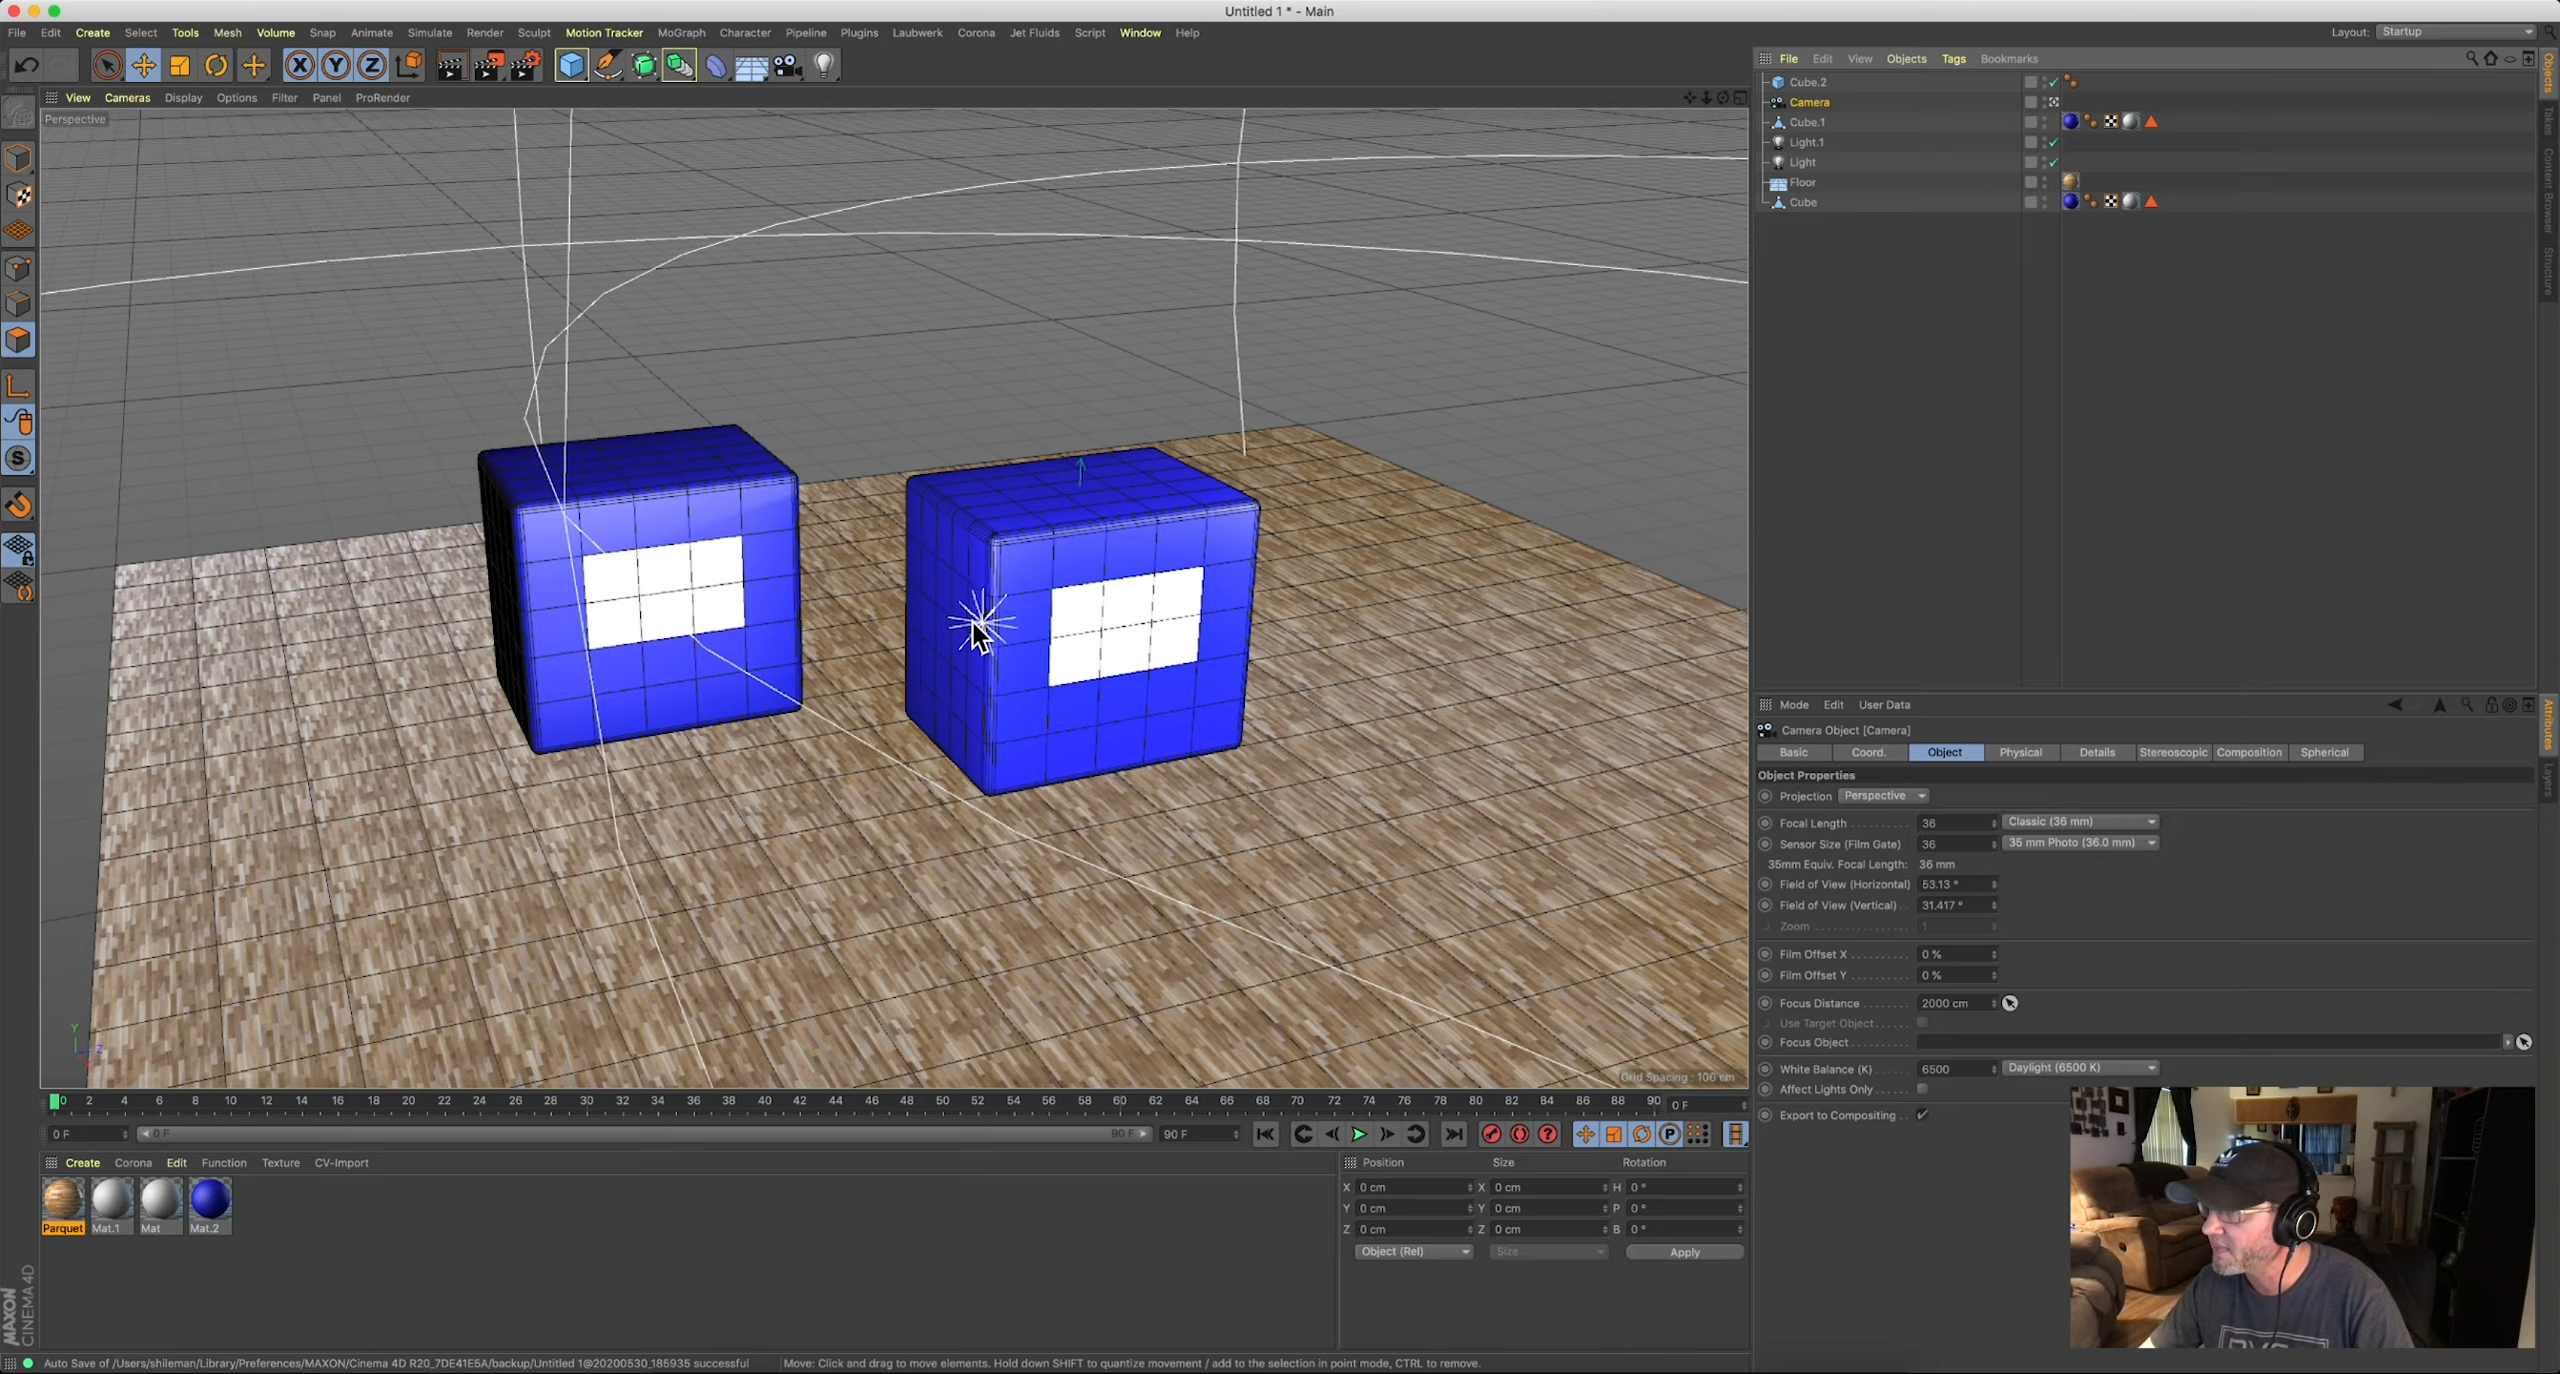 Untitled 1 * - Main
File Edit Create Select Tools Mesh Volume Snap Animate Simulate Render Sculpt Motion Tracker MoGraph Character Pipeline Plugins Laubwerk Corona Jet Fluids Script Window Help
Layout: Startup
X Y Z
File Edit View Objects Tags Bookmarks
Objects
Takes
Content Browser
Structure
View Cameras Display Options Filter Panel ProRender
Perspective
Cube.2
Camera
Cube.1
Light.1
Light
Floor
Cube
S
Mode Edit User Data
Attributes
Layers
Camera Object [Camera]
Basic Coord. Object Physical Details Stereoscopic Composition Spherical
Object Properties
Projection Perspective
Focal Length 36 Classic (36 mm)
Sensor Size (Film Gate) 36 35 mm Photo (36.0 mm)
35mm Equiv. Focal Length: 36 mm
Field of View (Horizontal) 53.13 °
Field of View (Vertical) 31.417 °
Zoom 1
Film Offset X 0 %
Film Offset Y 0 %
Focus Distance 2000 cm
Use Target Object
Focus Object
White Balance (K) 6500 Daylight (6500 K)
Affect Lights Only
Export to Compositing
Y
Z
Grid Spacing : 100 cm
0 2 4 6 8 10 12 14 16 18 20 22 24 26 28 30 32 34 36 38 40 42 44 46 48 50 52 54 56 58 60 62 64 66 68 70 72 74 76 78 80 82 84 86 88 90 0 F
0 F 0 F 90 F 90 F
P
Create Corona Edit Function Texture CV-Import
Parquet Mat.1 Mat Mat.2
Position Size Rotation
X 0 cm X 0 cm H 0 °
Y 0 cm Y 0 cm P 0 °
Z 0 cm Z 0 cm B 0 °
Object (Rel) Size Apply
MAXON
CINEMA 4D
Auto Save of /Users/shileman/Library/Preferences/MAXON/Cinema 4D R20_7DE41E5A/backup/Untitled 1@20200530_185935 successful
Move: Click and drag to move elements. Hold down SHIFT to quantize movement / add to the selection in point mode, CTRL to remove.